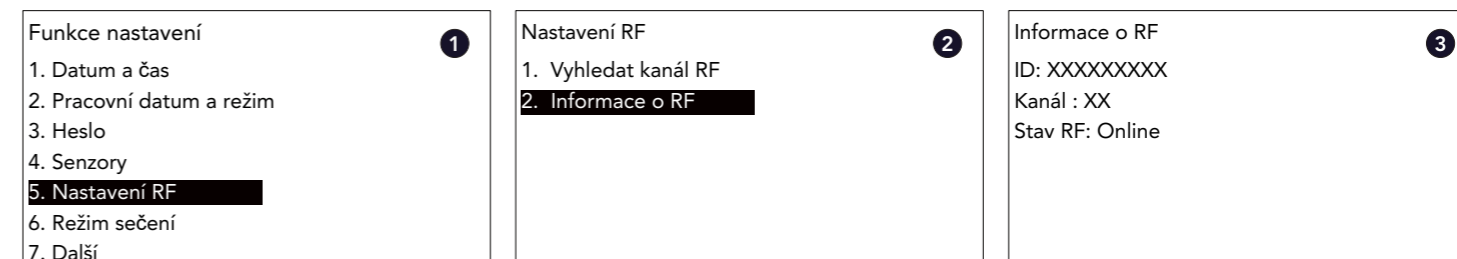 Funkce nastavení
1
1. Datum a čas
2. Pracovní datum a režim
3. Heslo
4. Senzory
5. Nastavení RF
6. Režim sečení
7. Další
Nastavení RF
2
1. Vyhledat kanál RF
2. Informace o RF
Informace o RF
3
ID: XXXXXXXXX
Kanál : XX
Stav RF: Online